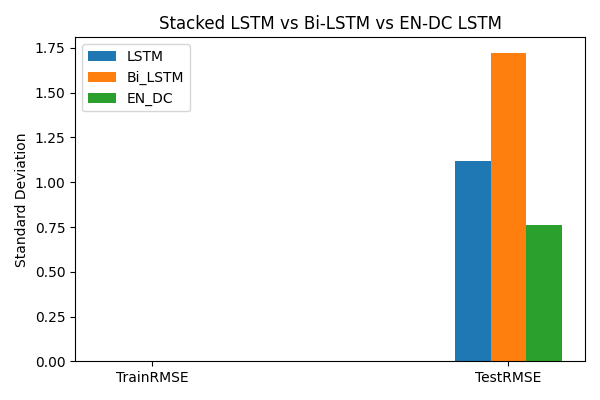 Stacked LSTM vs Bi-LSTM vs EN-DC LSTM
LSTM
Bi_LSTM
EN_DC
Standard Deviation
1.75
1.50
1.25
1.00
0.75
0.50
0.25
0.00
TrainRMSE
TestRMSE